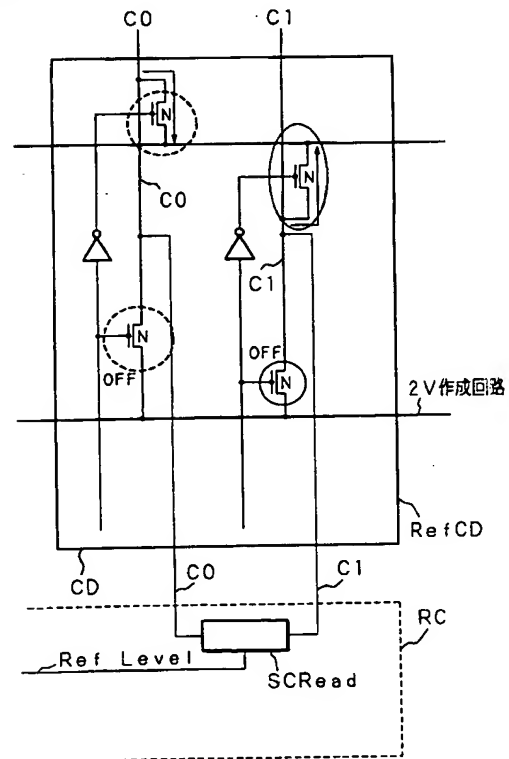 C0
C1
N
N
C0
C1
N
OFF
OFF
N
2V作成回路
RefCD
CD
C0
C1
RC
Ref Level
SCRead